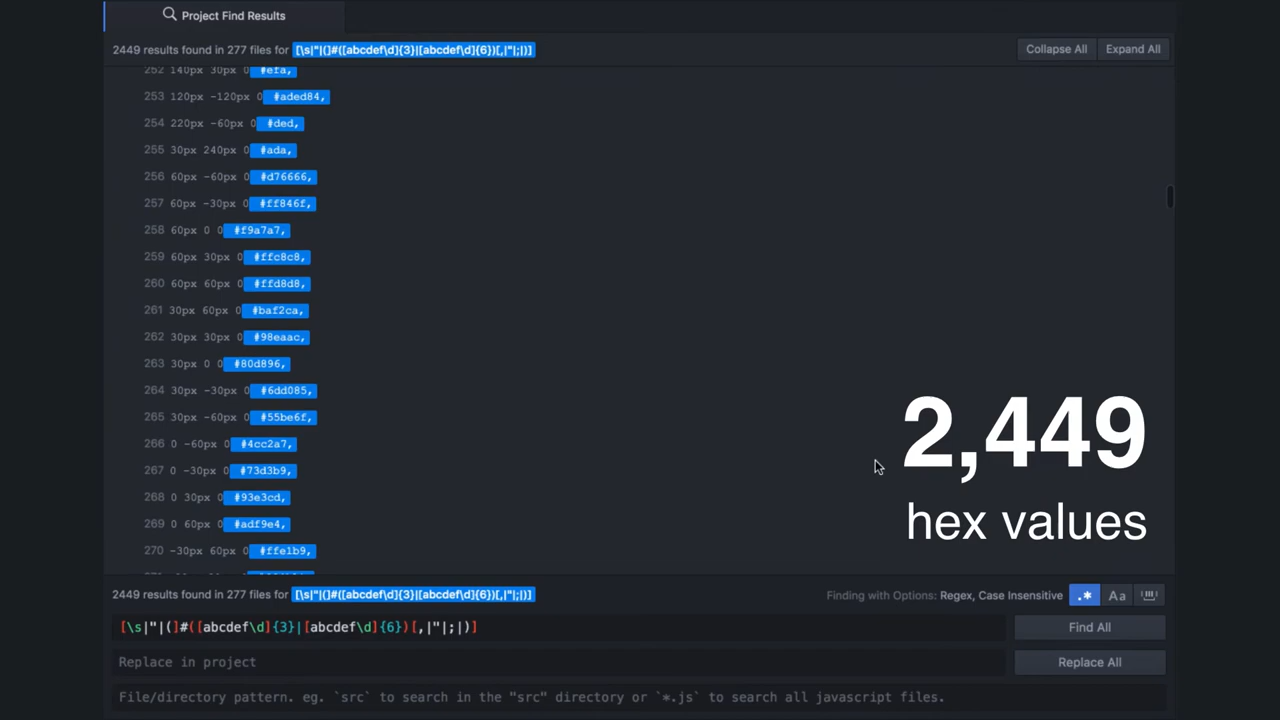 Project Find Results
2449 results found in 277 files for [\s|"|(]#([abcdef\d]{3}|[abcdef\d]{6})[,|"|;|)]
Collapse All Expand All
252 140px 30px 0 #efa,
253 120px -120px 0 #aded84,
254 220px -60px 0 #ded,
255 30px 240px 0 #ada,
256 60px -60px 0 #d76666,
257 60px -30px 0 #ff846f,
258 60px 0 0 #f9a7a7,
259 60px 30px 0 #ffc8c8,
260 60px 60px 0 #ffd8d8,
261 30px 60px 0 #baf2ca,
262 30px 30px 0 #98eaac,
263 30px 0 0 #80d896,
264 30px -30px 0 #6dd085,
265 30px -60px 0 #55be6f,
266 0 -60px 0 #4cc2a7,
267 0 -30px 0 #73d3b9,
268 0 30px 0 #93e3cd,
269 0 60px 0 #adf9e4,
270 -30px 60px 0 #ffe1b9,
2,449
hex values
2449 results found in 277 files for [\s|"|(]#([abcdef\d]{3}|[abcdef\d]{6})[,|"|;|)]
Finding with Options: Regex, Case Insensitive
.* Aa
[\s|"|(]#([abcdef\d]{3}|[abcdef\d]{6})[,|"|;|)]
Find All
Replace in project
Replace All
File/directory pattern. eg. `src` to search in the "src" directory or `*.js` to search all javascript files.